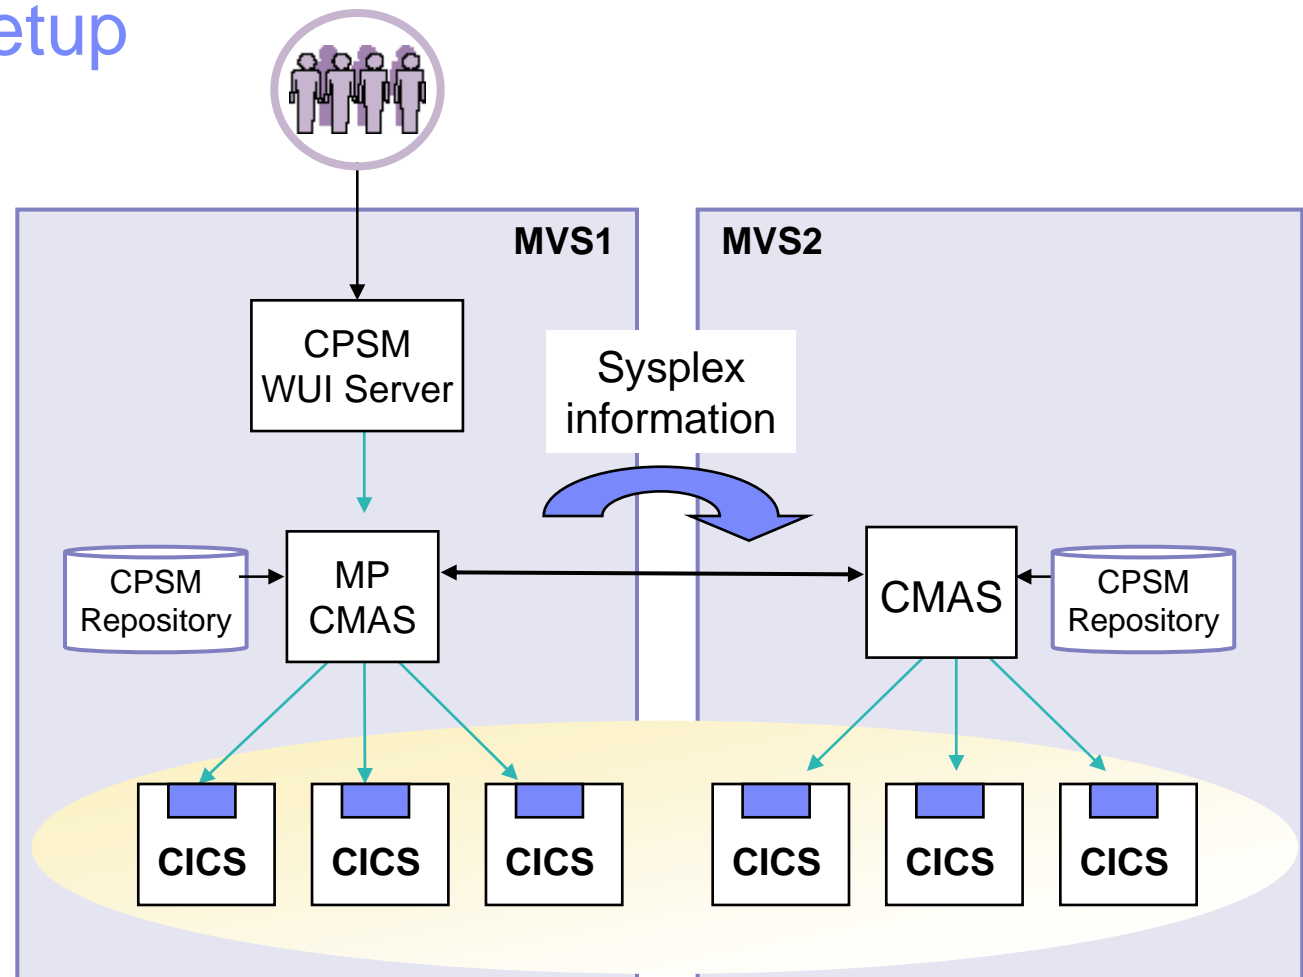 etup
MVS1
MVS2
CPSM
WUI Server
Sysplex
information
CPSM
Repository
MP
CMAS
CMAS
CPSM
Repository
CICS
CICS
CICS
CICS
CICS
CICS